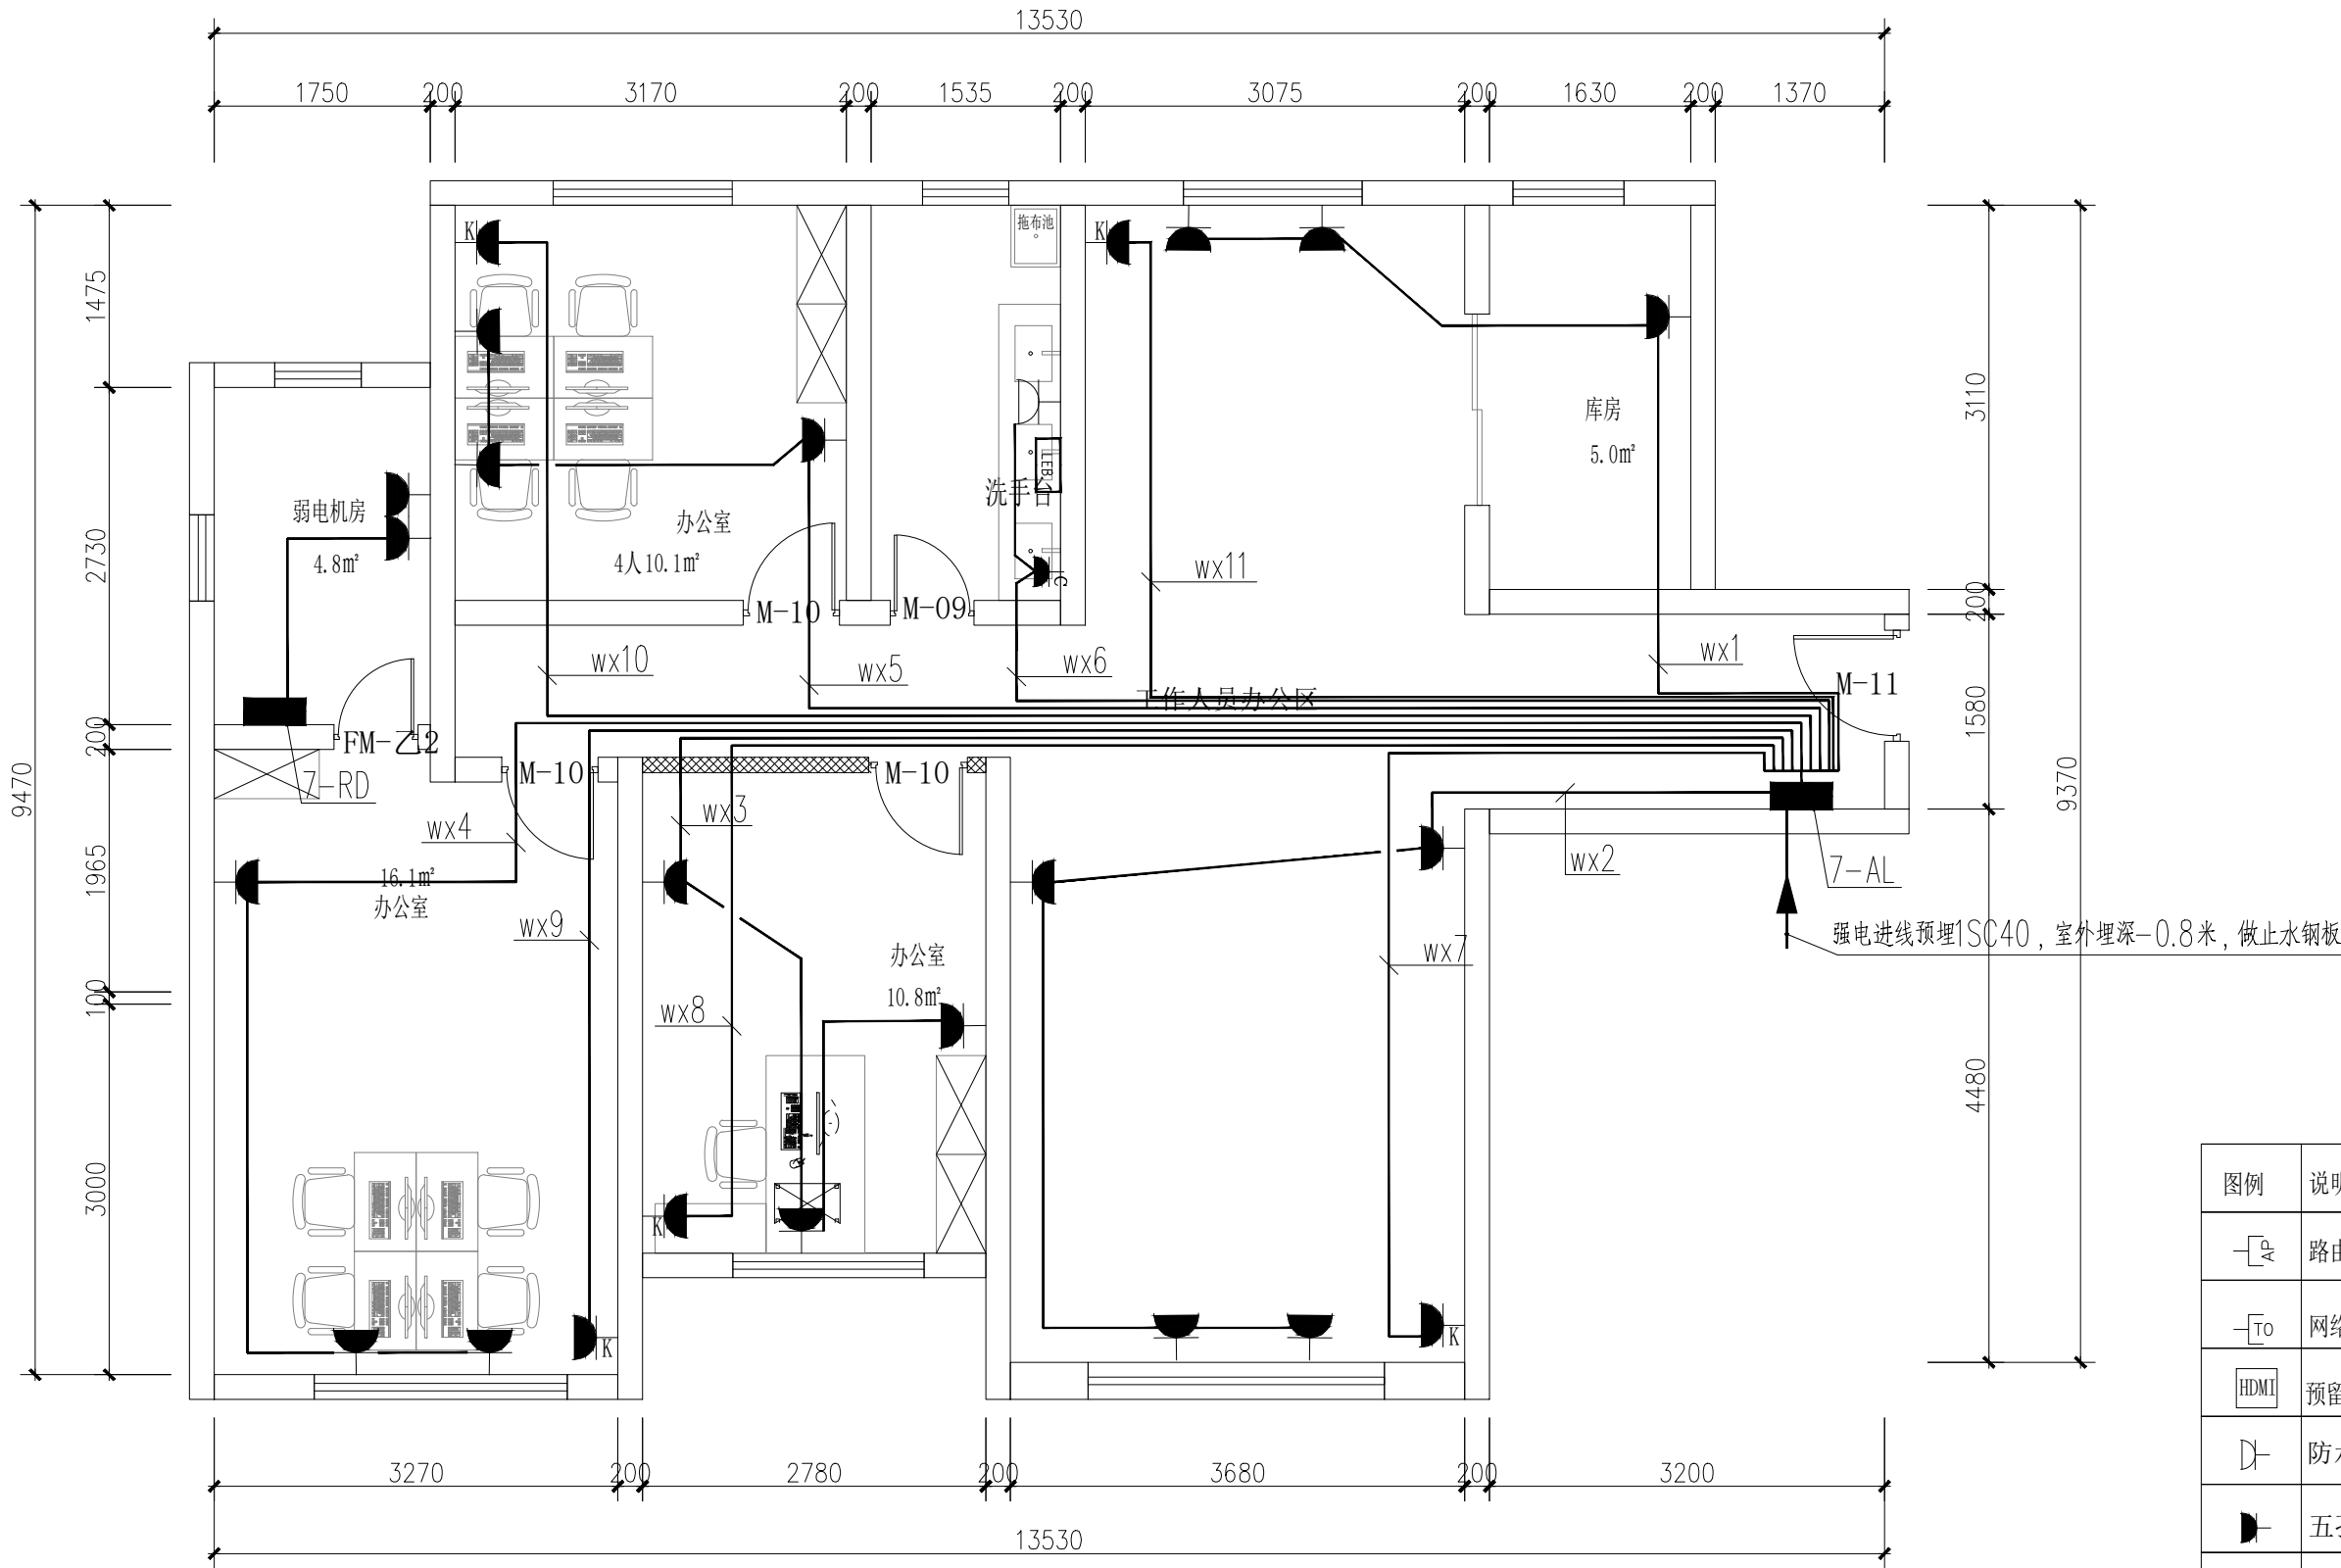 13530
1750 200 3170 200 1535 200 3075 200 1630 200 1370
9470
1475
2730
200
1965
100
3000
3110
200
1580
4480
9370
K
K
拖布池
库房
5.0m²
LEB
洗手台
C
弱电机房
4.8m²
办公室
4人10.1m²
M-10
M-09
wx11
wx10
wx5
wx6
wx1
工作人员办公区
M-11
FM-乙2
7-RD
M-10
M-10
wx4
wx3
wx2
7-AL
16.1m²
办公室
wx9
强电进线预埋1SC40，室外埋深-0.8米，做止水钢板
办公室
10.8m²
wx7
wx8
K
K
K
图例
AP
TO
HDMI
预留
3270 200 2780 200 3680 200 3200
13530